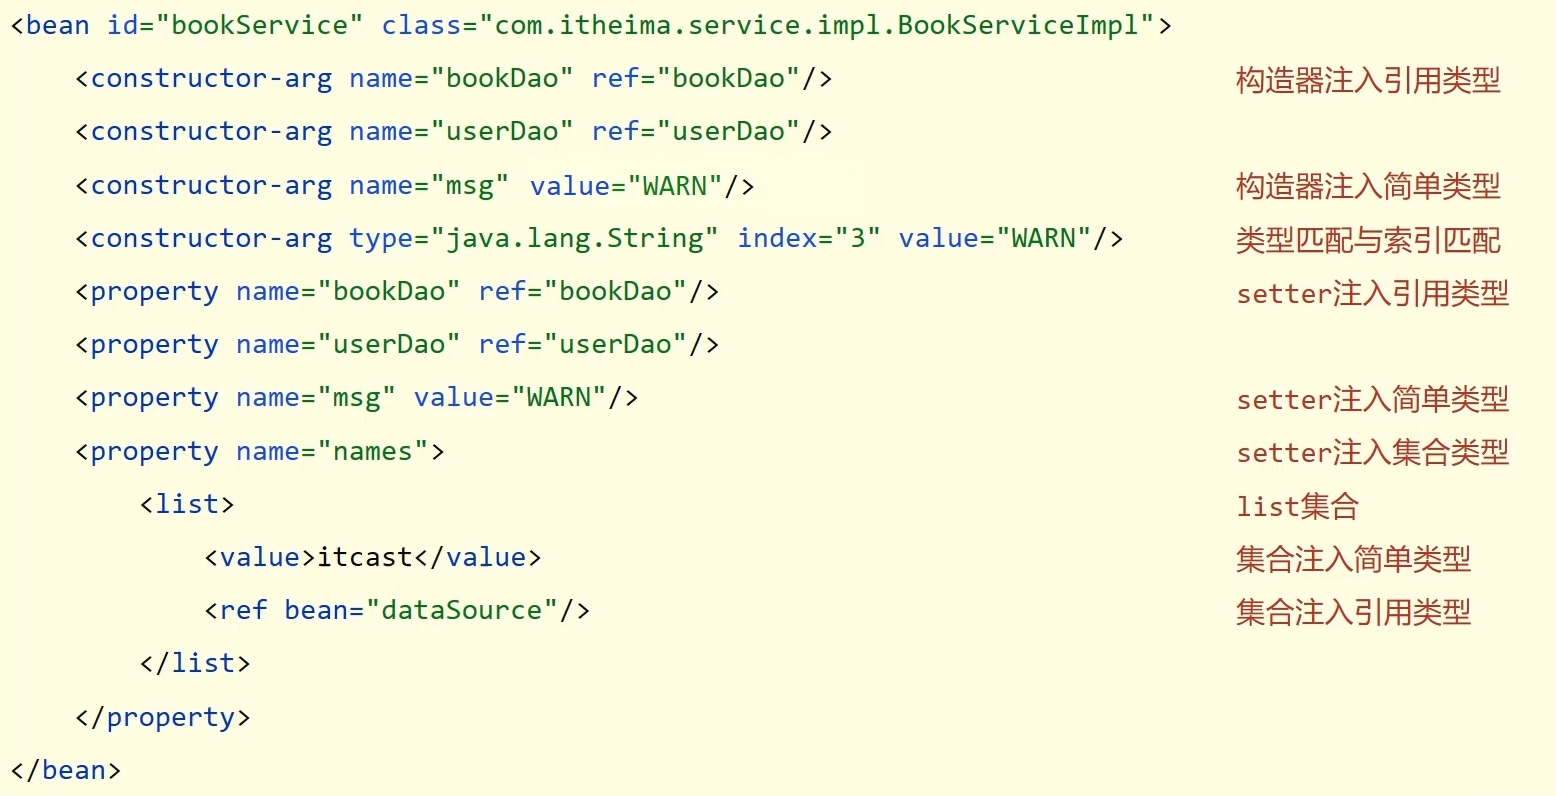 <bean id="bookService" class="com.itheima.service.impl.BookServiceImpl">
    <constructor-arg name="bookDao" ref="bookDao"/> 构造器注入引用类型
    <constructor-arg name="userDao" ref="userDao"/>
    <constructor-arg name="msg" value="WARN"/> 构造器注入简单类型
    <constructor-arg type="java.lang.String" index="3" value="WARN"/> 类型匹配与索引匹配
    <property name="bookDao" ref="bookDao"/> setter注入引用类型
    <property name="userDao" ref="userDao"/>
    <property name="msg" value="WARN"/> setter注入简单类型
    <property name="names"> setter注入集合类型
        <list> list集合
            <value>itcast</value> 集合注入简单类型
            <ref bean="dataSource"/> 集合注入引用类型
        </list>
    </property>
</bean>